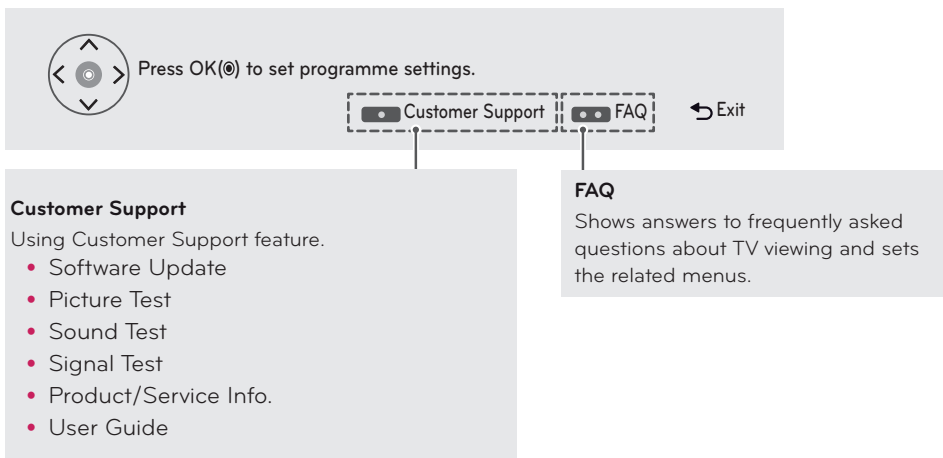 Press OK(◉) to set programme settings.
Customer Support FAQ Exit
Customer Support
Using Customer Support feature.
• Software Update
• Picture Test
• Sound Test
• Signal Test
• Product/Service Info.
• User Guide
FAQ
Shows answers to frequently asked
questions about TV viewing and sets
the related menus.